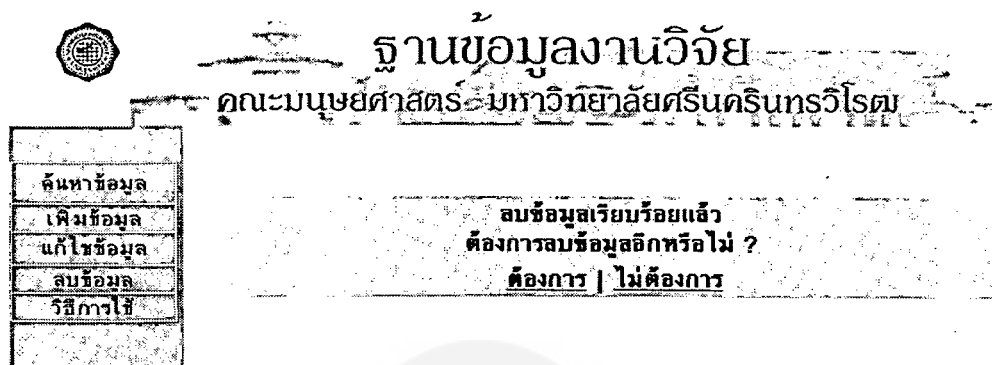 ฐานข้อมูลงานวิจัย
คณะมนุษย์ศาสตร์ มหาวิทยาลัยศรีนครินทรวิโรฒ
ค้นหาข้อมูล
เพิ่มข้อมูล
แก้ไขข้อมูล
ลบข้อมูล
วิธีการใช้
ลบข้อมูลเรียบร้อยแล้ว
ต้องการลบข้อมูลอีกหรือไม่ ?
ต้องการ | ไม่ต้องการ